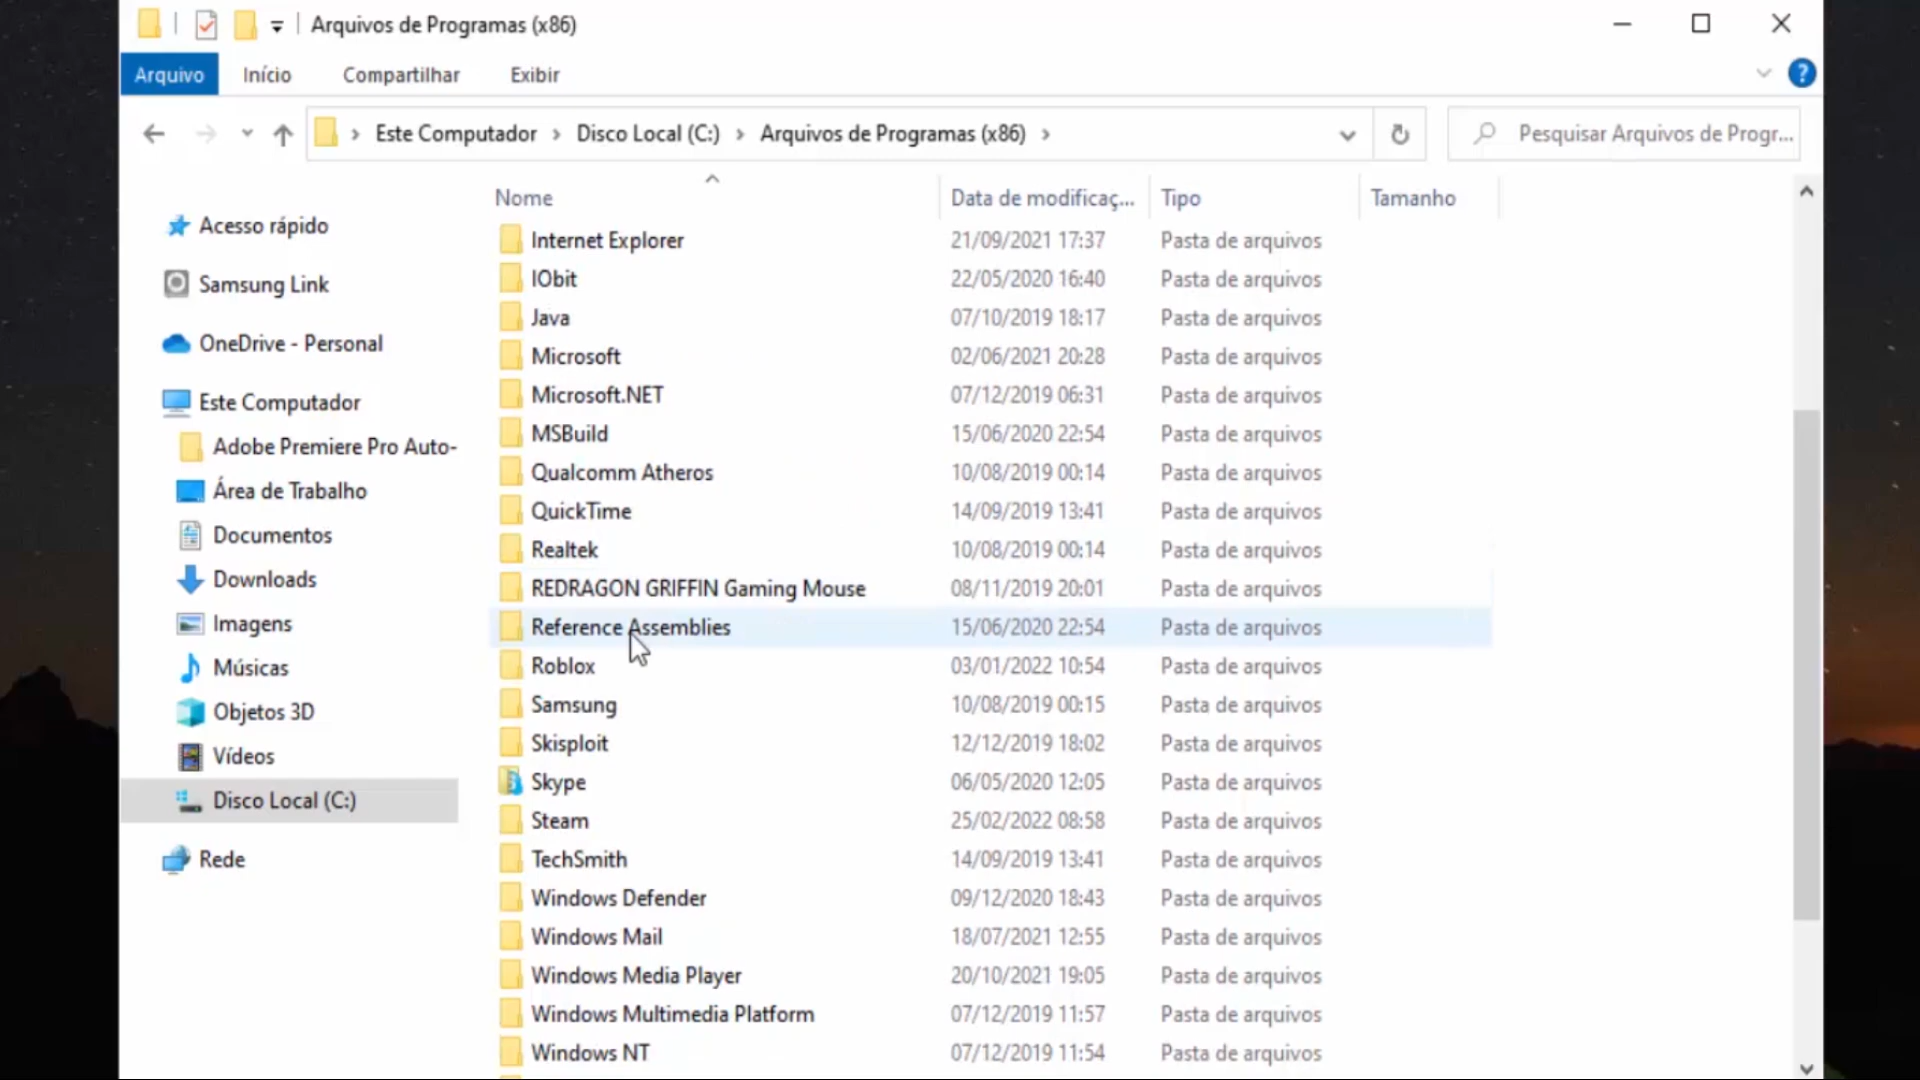 Arquivos de Programas (x86)
Arquivo Início Compartilhar Exibir
Este Computador > Disco Local (C:) > Arquivos de Programas (x86) >
Pesquisar Arquivos de Progr...
Acesso rápido
Samsung Link
OneDrive - Personal
Este Computador
Adobe Premiere Pro Auto-
Área de Trabalho
Documentos
Downloads
Imagens
Músicas
Objetos 3D
Vídeos
Disco Local (C:)
Rede
Nome Data de modificaç... Tipo Tamanho
Internet Explorer 21/09/2021 17:37 Pasta de arquivos
IObit 22/05/2020 16:40 Pasta de arquivos
Java 07/10/2019 18:17 Pasta de arquivos
Microsoft 02/06/2021 20:28 Pasta de arquivos
Microsoft.NET 07/12/2019 06:31 Pasta de arquivos
MSBuild 15/06/2020 22:54 Pasta de arquivos
Qualcomm Atheros 10/08/2019 00:14 Pasta de arquivos
QuickTime 14/09/2019 13:41 Pasta de arquivos
Realtek 10/08/2019 00:14 Pasta de arquivos
REDRAGON GRIFFIN Gaming Mouse 08/11/2019 20:01 Pasta de arquivos
Reference Assemblies 15/06/2020 22:54 Pasta de arquivos
Roblox 03/01/2022 10:54 Pasta de arquivos
Samsung 10/08/2019 00:15 Pasta de arquivos
Skisploit 12/12/2019 18:02 Pasta de arquivos
Skype 06/05/2020 12:05 Pasta de arquivos
Steam 25/02/2022 08:58 Pasta de arquivos
TechSmith 14/09/2019 13:41 Pasta de arquivos
Windows Defender 09/12/2020 18:43 Pasta de arquivos
Windows Mail 18/07/2021 12:55 Pasta de arquivos
Windows Media Player 20/10/2021 19:05 Pasta de arquivos
Windows Multimedia Platform 07/12/2019 11:57 Pasta de arquivos
Windows NT 07/12/2019 11:54 Pasta de arquivos